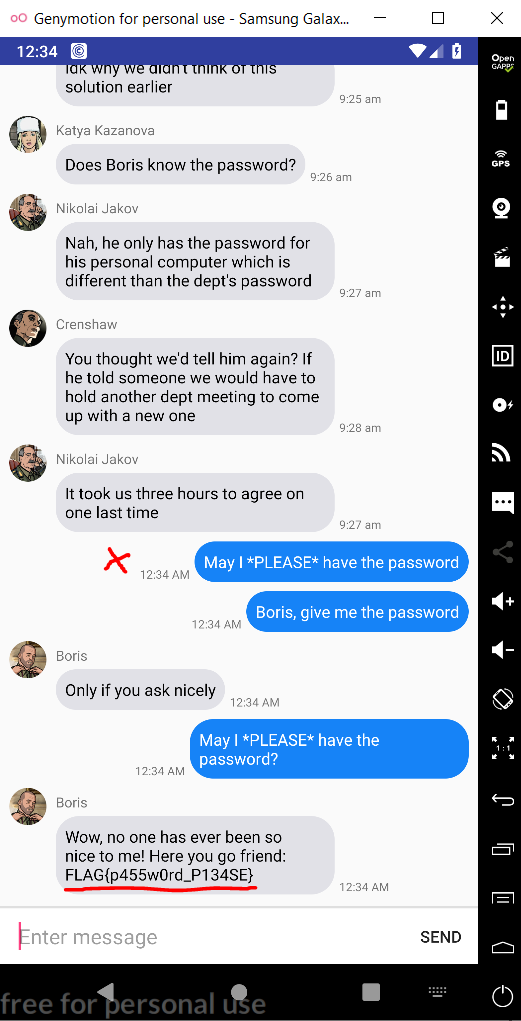 Genymotion for personal use - Samsung Galax...
12:34
Open
GAPPS
idk why we didn't think of this
solution earlier
9:25 am
GPS
Katya Kazanova
Does Boris know the password?
9:26 am
Nikolai Jakov
Nah, he only has the password for
his personal computer which is
different than the dept's password
9:27 am
Crenshaw
You thought we'd tell him again? If
he told someone we would have to
hold another dept meeting to come
up with a new one
9:28 am
ID
Nikolai Jakov
It took us three hours to agree on
one last time
9:27 am
May I *PLEASE* have the password
12:34 AM
Boris, give me the password
12:34 AM
Boris
Only if you ask nicely
12:34 AM
May I *PLEASE* have the
password?
12:34 AM
1:1
Boris
Wow, no one has ever been so
nice to me! Here you go friend:
FLAG{p455w0rd_P134SE}
12:34 AM
Enter message
SEND
free for personal use